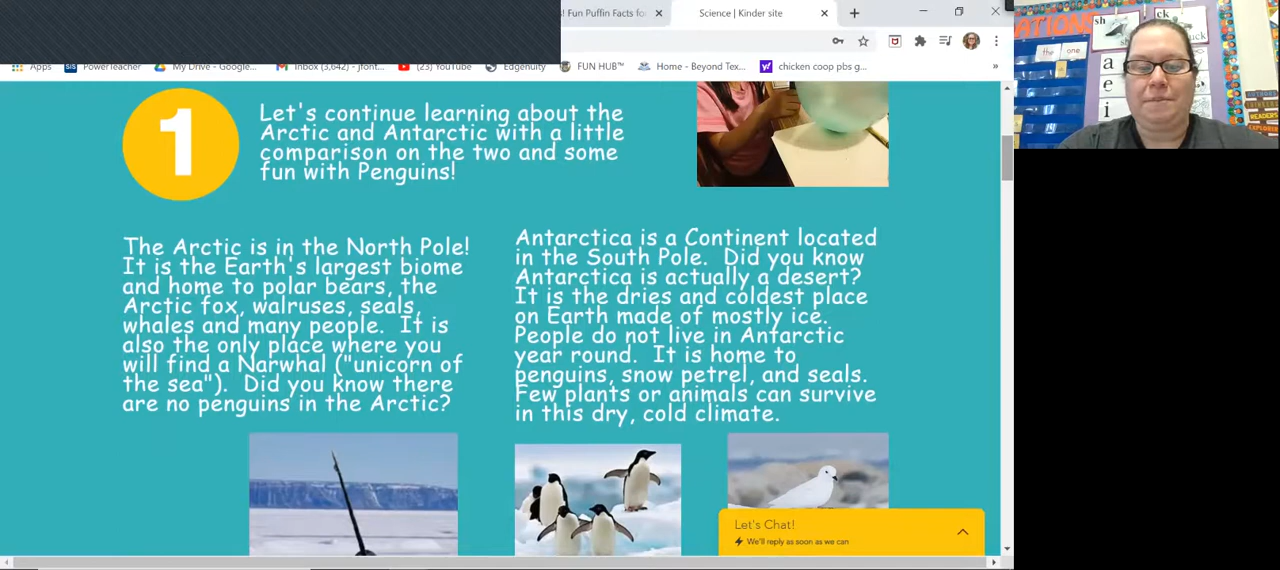 ! Fun Puffin Facts fo
Science | Kinder site
Apps
SIS PowerTeacher
My Drive - Google...
Inbox (3,642) - jfont...
(23) YouTube
Edgenuity
FUN HUB™
Home - Beyond Tex...
chicken coop pbs g...
»
1
Let's continue learning about the
Arctic and Antarctic with a little
comparison on the two and some
fun with Penguins!
The Arctic is in the North Pole!
It is the Earth's largest biome
and home to polar bears, the
Arctic fox, walruses, seals,
whales and many people. It is
also the only place where you
will find a Narwhal ("unicorn of
the sea"). Did you know there
are no penguins in the Arctic?
Antarctica is a Continent located
in the South Pole. Did you know
Antarctica is actually a desert?
It is the dries and coldest place
on Earth made of mostly ice.
People do not live in Antarctic
year round. It is home to
penguins, snow petrel, and seals.
Few plants or animals can survive
in this dry, cold climate.
Let's Chat!
We'll reply as soon as we can
sh
ck
the one
a
e
i